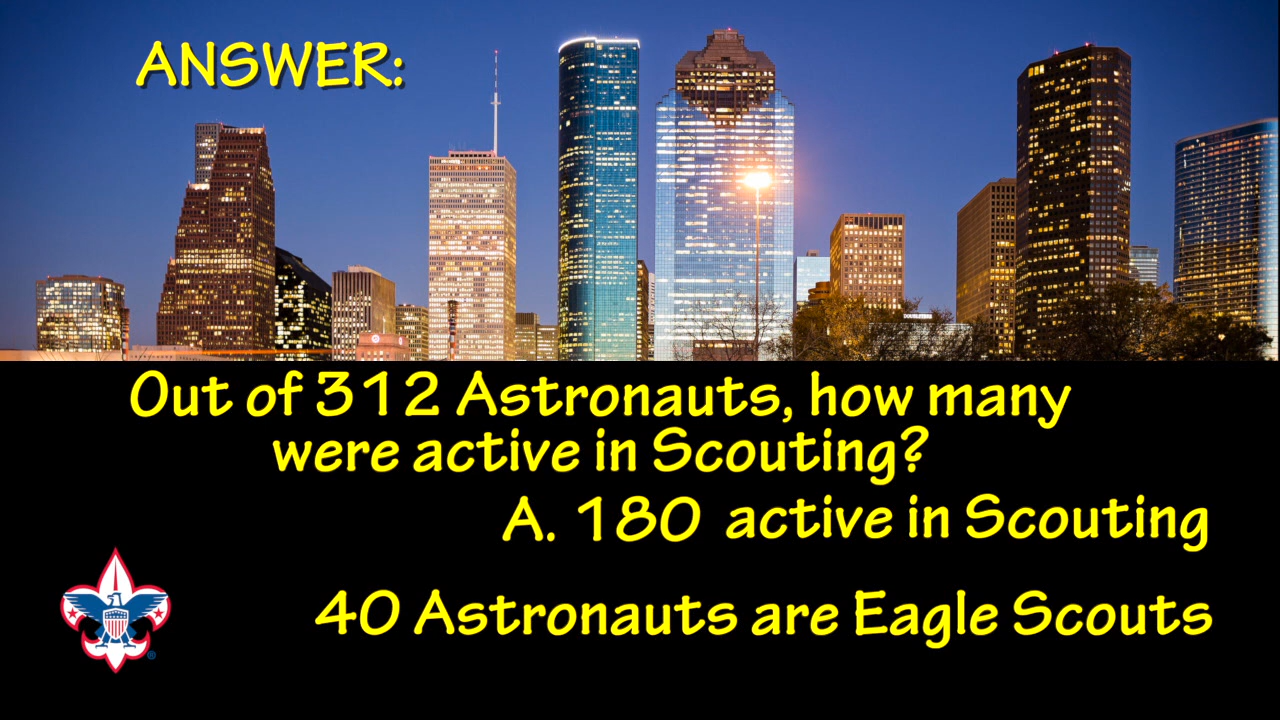 ANSWER:
Out of 312 Astronauts, how many
were active in Scouting?
A. 180 active in Scouting
40 Astronauts are Eagle Scouts
®